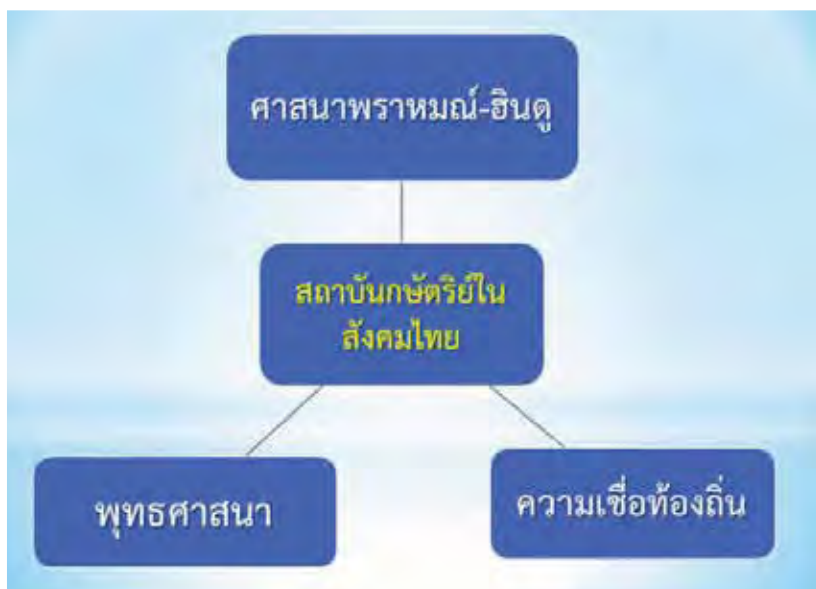 ศาสนาพราหมณ์-ฮินดู
สถาบันกษัตริย์ใน
สังคมไทย
พุทธศาสนา
ความเชื่อท้องถิ่น